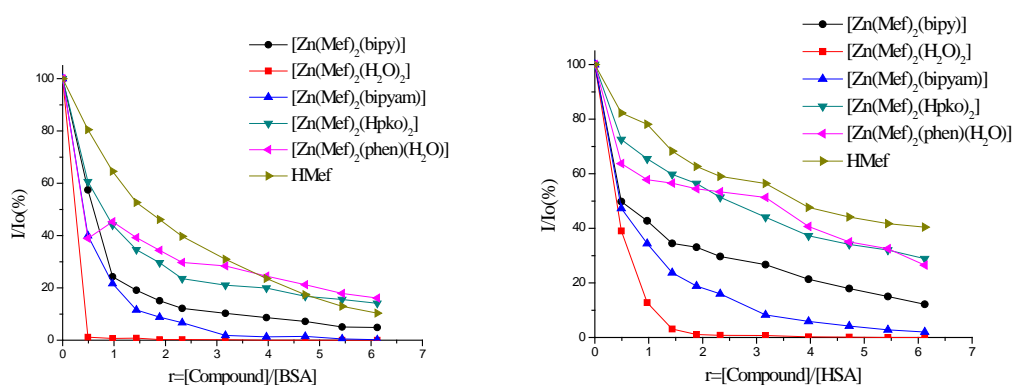 [Zn(Mef)₂(bipy)]
[Zn(Mef)₂(H₂O)₂]
[Zn(Mef)₂(bipyam)]
[Zn(Mef)₂(Hpko)₂]
[Zn(Mef)₂(phen)(H₂O)]
HMef
100
80
60
40
20
0
I/Io(%)
0 1 2 3 4 5 6 7
r=[Compound]/[BSA]
[Zn(Mef)₂(bipy)]
[Zn(Mef)₂(H₂O)₂]
[Zn(Mef)₂(bipyam)]
[Zn(Mef)₂(Hpko)₂]
[Zn(Mef)₂(phen)(H₂O)]
HMef
100
80
60
40
20
0
I/Io(%)
0 1 2 3 4 5 6 7
r=[Compound]/[HSA]